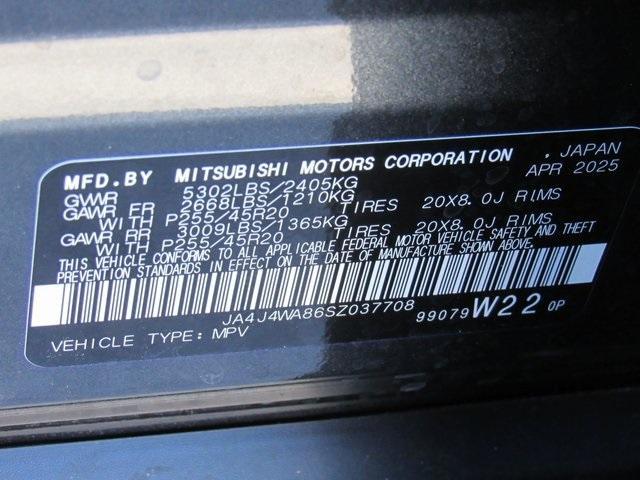 MFD.BY MITSUBISHI MOTORS CORPORATION , JAPAN
GVWR 5302LBS/2405KG APR 2025
GAWR FR 2668LBS/1210KG
WITH P255/45R20 TIRES 20X8.0J RIMS
GAWR RR 3009LBS/1365KG
WITH P255/45R20 TIRES 20X8.0J RIMS
THIS VEHICLE CONFORMS TO ALL APPLICABLE FEDERAL MOTOR VEHICLE SAFETY AND THEFT
PREVENTION STANDARDS IN EFFECT ON THE DATE OF MANUFACTURE SHOWN ABOVE.
JA4J4WA86SZ037708
VEHICLE TYPE: MPV 99079 W22 0P